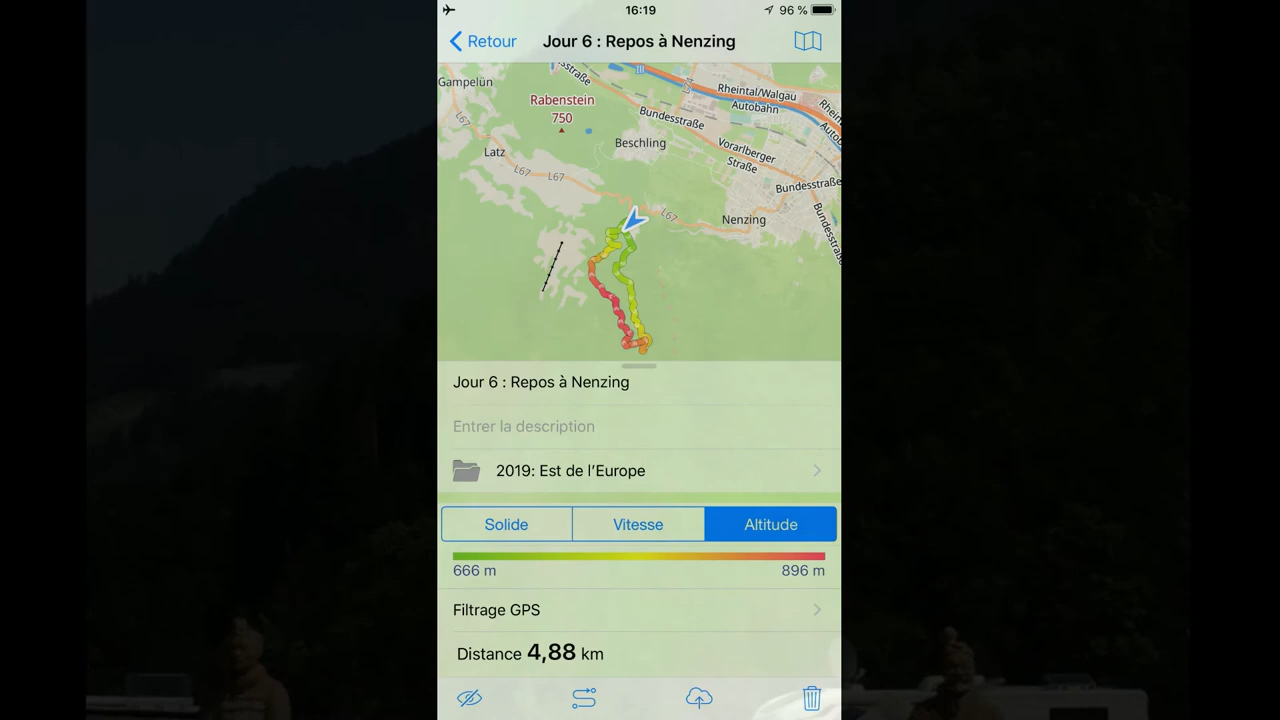 16:19
96 %
Retour
Jour 6 : Repos à Nenzing
Gampelün
Rabenstein
750
Rheintal/Walgau
Autobahn
Bundesstraße
Beschling
Vorarlberger
Straße
L67
Latz
L67
L67
Bundesstraße
L67
Nenzing
Jour 6 : Repos à Nenzing
Entrer la description
2019: Est de l’Europe
Solide
Vitesse
Altitude
666 m
896 m
Filtrage GPS
Distance 4,88 km